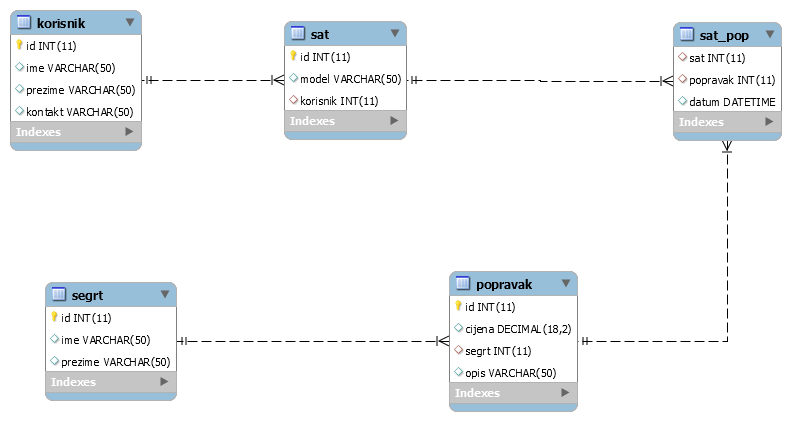 korisnik
id INT(11)
ime VARCHAR(50)
prezime VARCHAR(50)
kontakt VARCHAR(50)
Indexes
sat
id INT(11)
model VARCHAR(50)
korisnik INT(11)
Indexes
sat_pop
sat INT(11)
popravak INT(11)
datum DATETIME
Indexes
segrt
id INT(11)
ime VARCHAR(50)
prezime VARCHAR(50)
Indexes
popravak
id INT(11)
cijena DECIMAL(18,2)
segrt INT(11)
opis VARCHAR(50)
Indexes